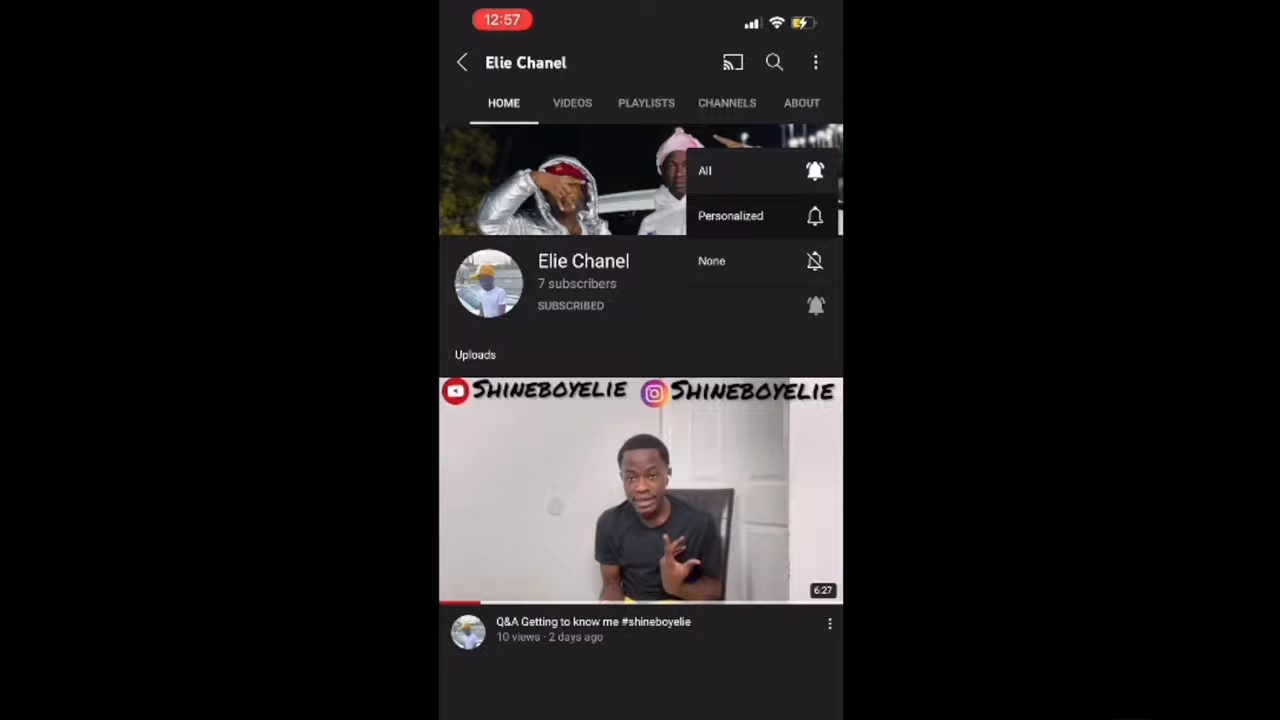 12:57
Elie Chanel
HOME VIDEOS PLAYLISTS CHANNELS ABOUT
All
Personalized
None
Elie Chanel
7 subscribers
SUBSCRIBED
Uploads
SHINEBOYELIE SHINEBOYELIE
6:27
Q&A Getting to know me #shineboyelie
10 views · 2 days ago